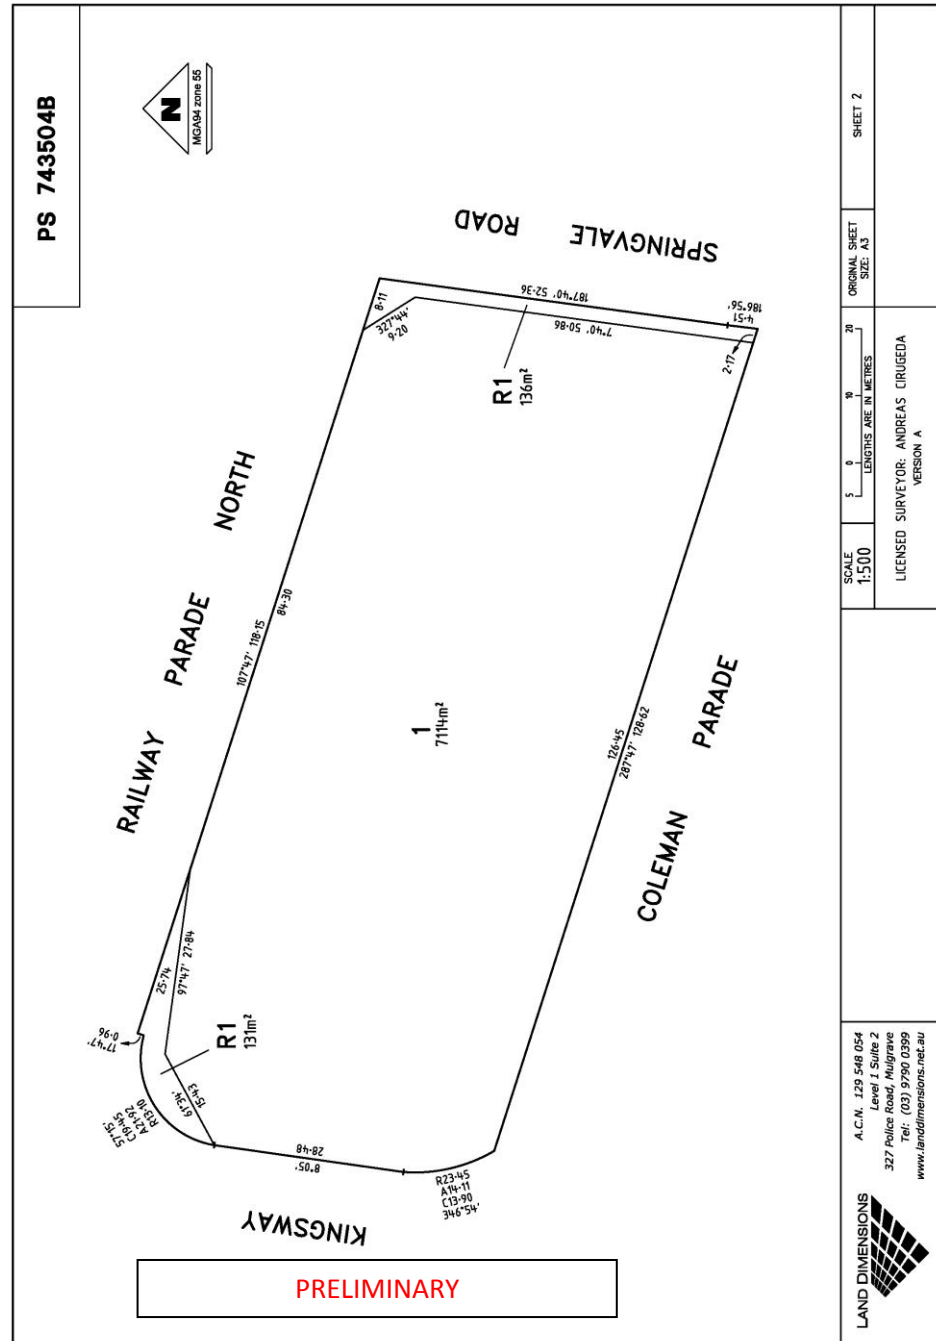 PS 743504B
N
MGA94 zone 55
SPRINGVALE ROAD
RAILWAY PARADE NORTH
COLEMAN PARADE
KINGSWAY
8·11
327°44'
9·20
187°40' 52·36
7°40' 50·86
186°56'
4·51
2·17
R1
136m²
107°47' 118·15
84·30
1
7114m²
126·45
287°47' 128·62
25·74
97°47' 27·84
17°47'
0·96
R1
131m²
61°34'
15·43
57°15'
C19·45
A21·92
R13·10
8°05'
28·48
R23·45
A14·11
C13·90
346°54'
PRELIMINARY
LAND DIMENSIONS
A.C.N. 129 548 054
Level 1 Suite 2
327 Police Road, Mulgrave
Tel: (03) 9790 0399
www.landdimensions.net.au
SCALE
1:500
5 0 10 20
LENGTHS ARE IN METRES
ORIGINAL SHEET
SIZE: A3
SHEET 2
LICENSED SURVEYOR: ANDREAS CIRUGEDA
VERSION A